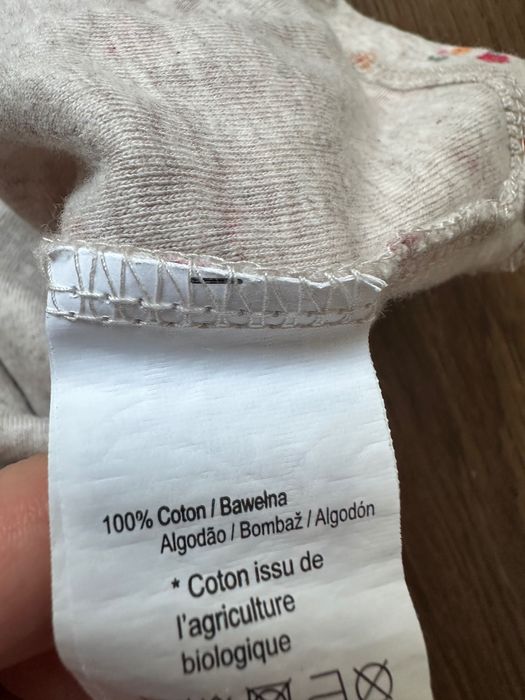 100% Coton / Bawełna
Algodão / Bombaž / Algodón
* Coton issu de
l'agriculture
biologique